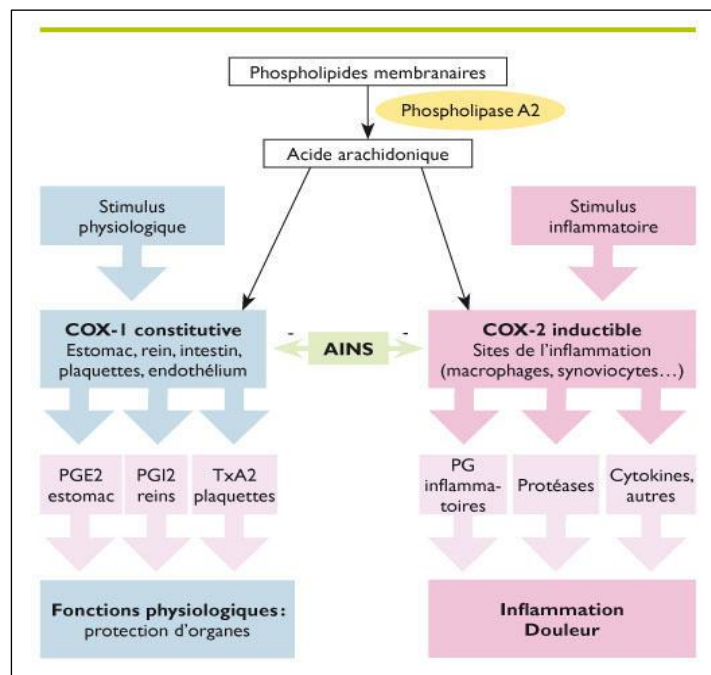 Phospholipides membranaires
Phospholipase A2
Acide arachidonique
Stimulus
physiologique
Stimulus
inflammatoire
COX-1 constitutive
Estomac, rein, intestin,
plaquettes, endothélium
-
AINS
-
COX-2 inductible
Sites de l'inflammation
(macrophages, synoviocytes…)
PGE2
estomac
PGI2
reins
TxA2
plaquettes
PG
inflamma-
toires
Protéases
Cytokines,
autres
Fonctions physiologiques :
protection d'organes
Inflammation
Douleur